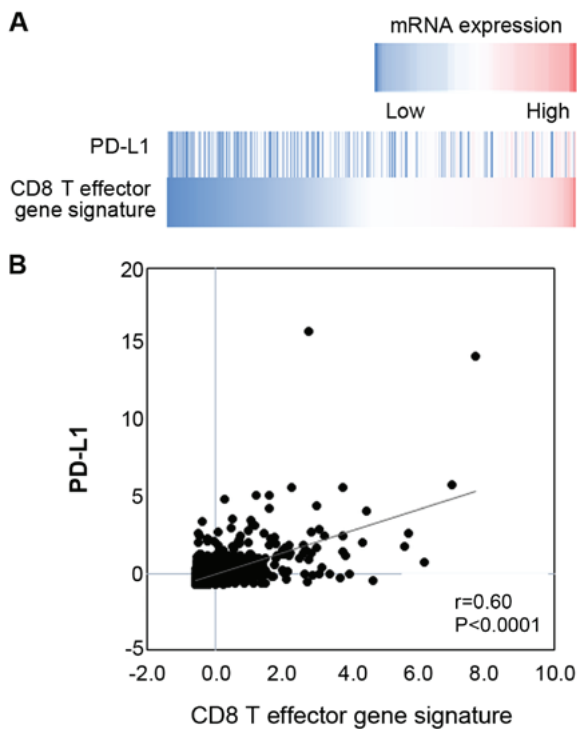 A
mRNA expression
Low High
PD-L1
CD8 T effector
gene signature
B
20
15
10
5
0
-5
PD-L1
r=0.60
P<0.0001
-2.0 0.0 2.0 4.0 6.0 8.0 10.0
CD8 T effector gene signature